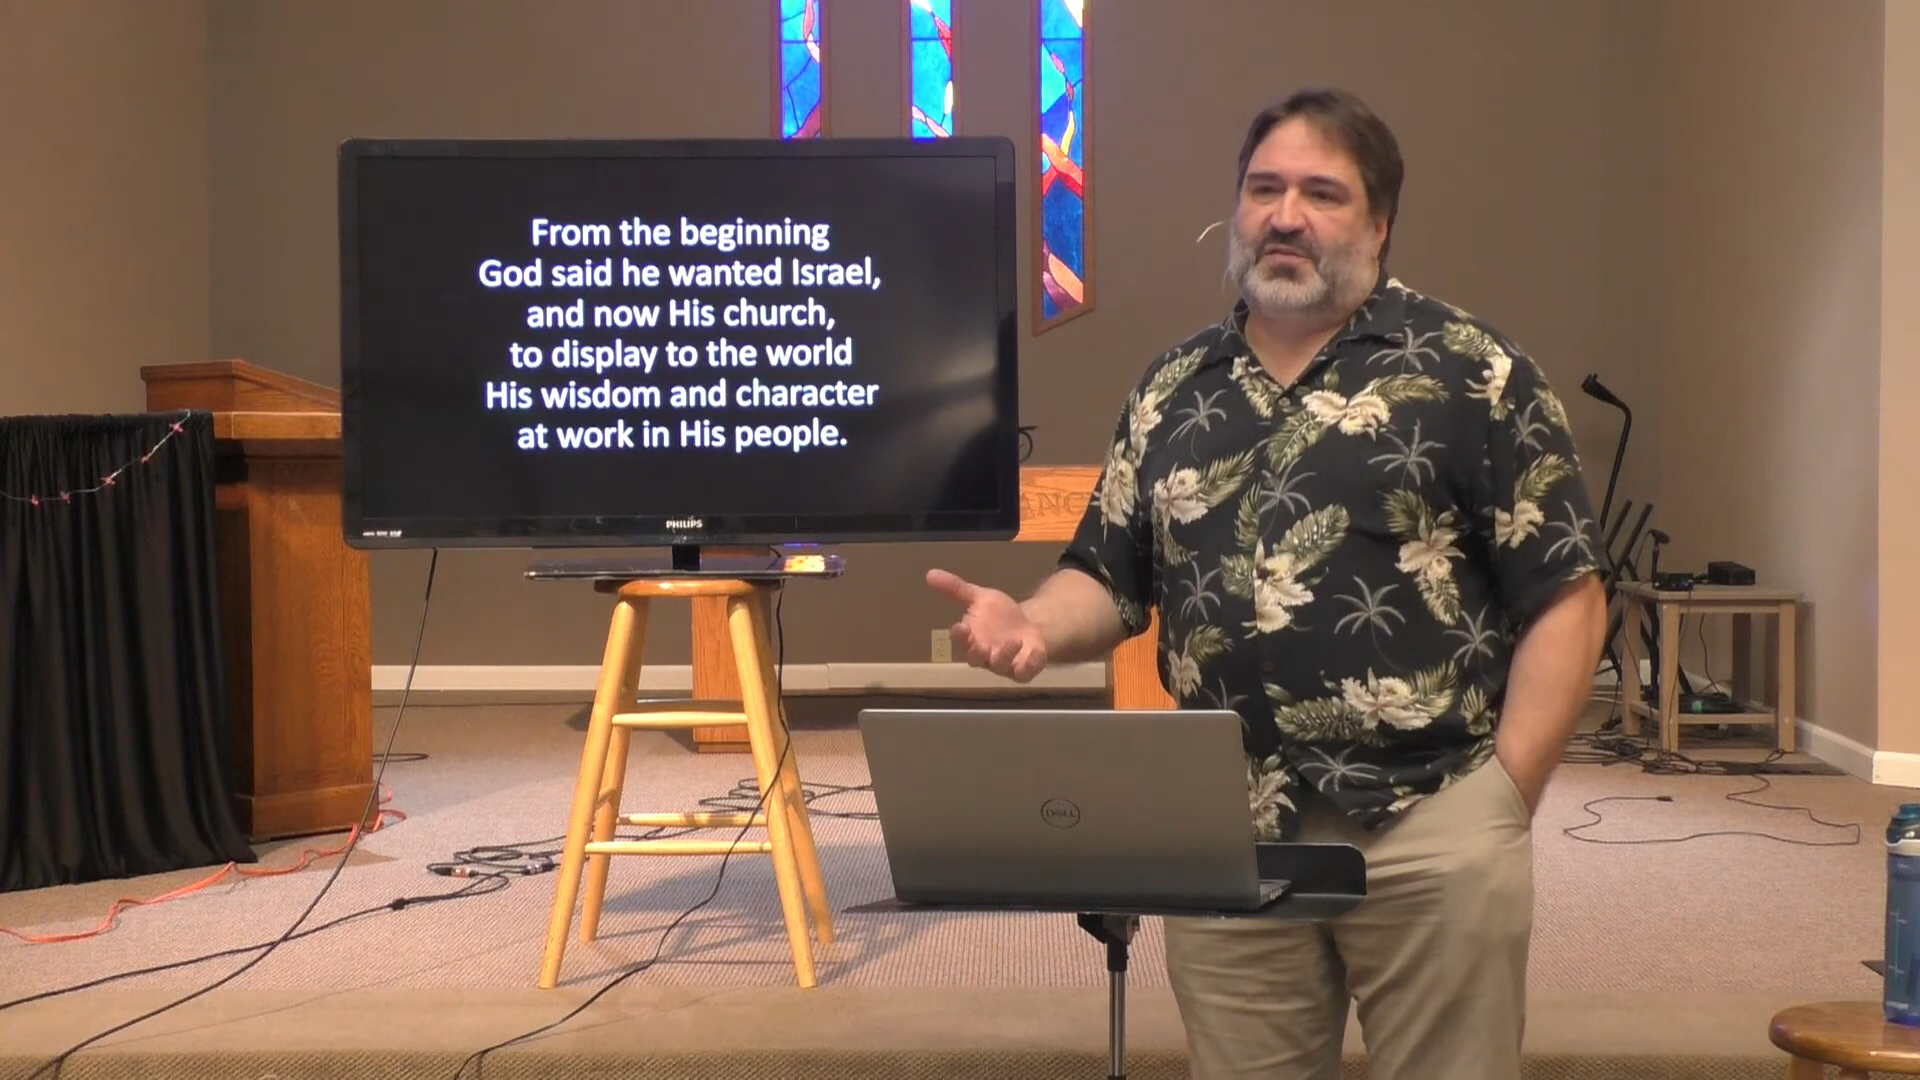 From the beginning
God said he wanted Israel,
and now His church,
to display to the world
His wisdom and character
at work in His people.
PHILIPS
ANC
DELL